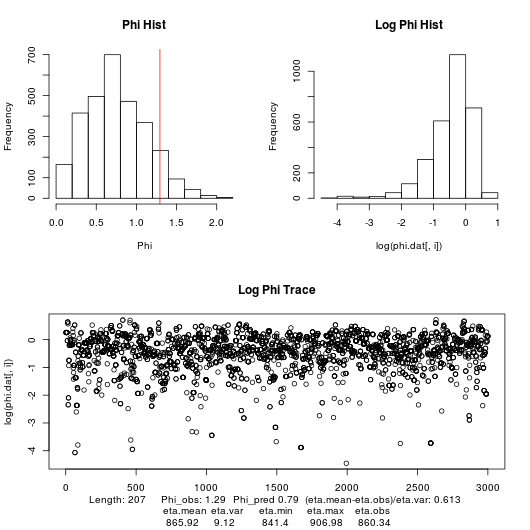 Phi Hist
Log Phi Hist
Frequency
0 100 300 500 700
0.0 0.5 1.0 1.5 2.0
Phi
Frequency
0 200 600 1000
-4 -3 -2 -1 0 1
log(phi.dat[, i])
Log Phi Trace
log(phi.dat[, i])
0 -1 -2 -3 -4
0 500 1000 1500 2000 2500 3000
Length: 207 Phi_obs: 1.29 Phi_pred 0.79 (eta.mean-eta.obs)/eta.var: 0.613
eta.mean eta.var eta.min eta.max eta.obs
865.92 9.12 841.4 906.98 860.34